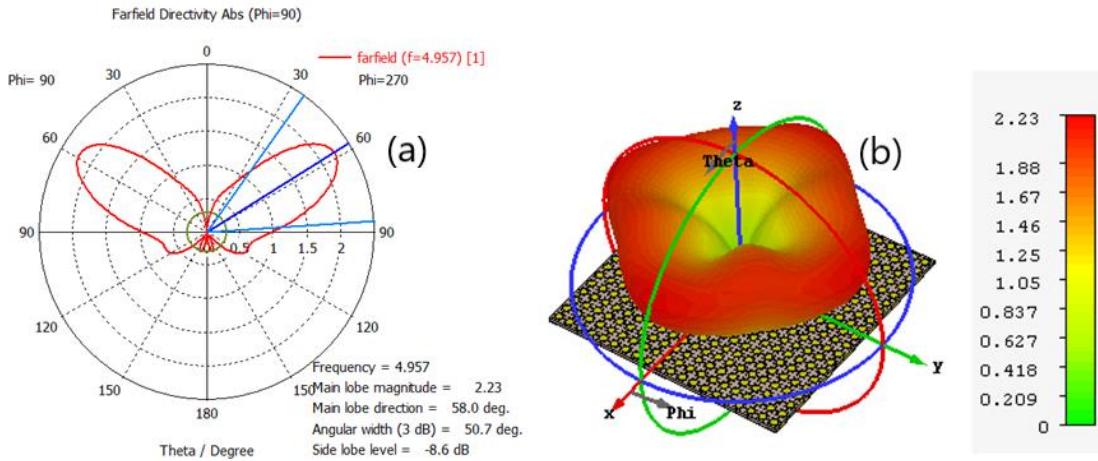 Farfield Directivity Abs (Phi=90)
farfield (f=4.957) [1]
Phi= 90
0
Phi=270
30
30
60
60
(a)
90
0.5
1
1.5
2
90
120
120
150
150
180
Frequency = 4.957
Main lobe magnitude = 2.23
Main lobe direction = 58.0 deg.
Angular width (3 dB) = 50.7 deg.
Side lobe level = -8.6 dB
Theta / Degree
z
Theta
(b)
y
x
Phi
2.23
1.88
1.67
1.46
1.25
1.05
0.837
0.627
0.418
0.209
0